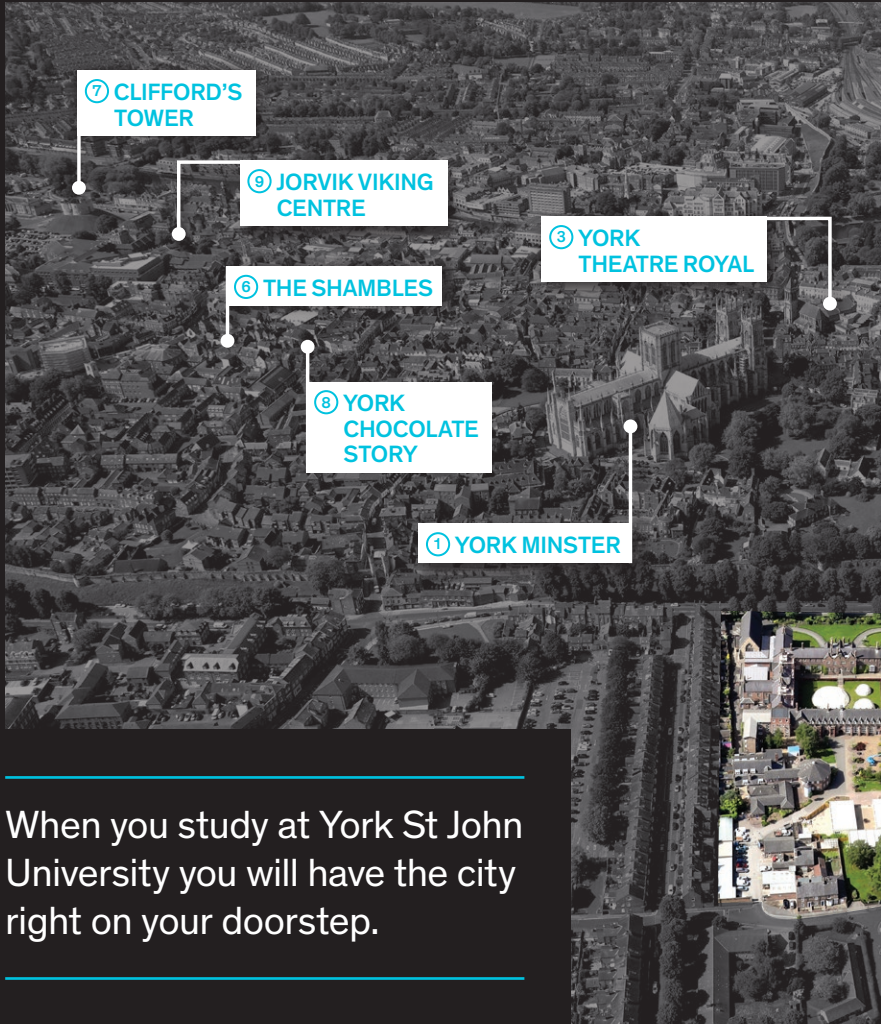 7 CLIFFORD'S
TOWER
9 JORVIK VIKING
CENTRE
3 YORK
THEATRE ROYAL
6 THE SHAMBLES
8 YORK
CHOCOLATE
STORY
1 YORK MINSTER
When you study at York St John
University you will have the city
right on your doorstep.